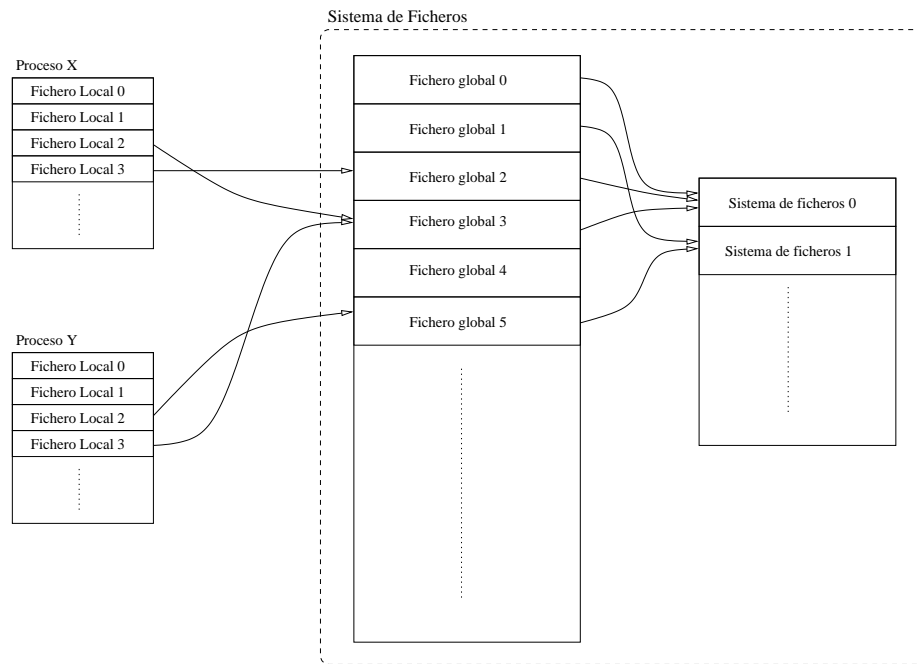 Sistema de Ficheros
Proceso X
Fichero Local 0
Fichero Local 1
Fichero Local 2
Fichero Local 3
Proceso Y
Fichero Local 0
Fichero Local 1
Fichero Local 2
Fichero Local 3
Fichero global 0
Fichero global 1
Fichero global 2
Fichero global 3
Fichero global 4
Fichero global 5
Sistema de ficheros 0
Sistema de ficheros 1